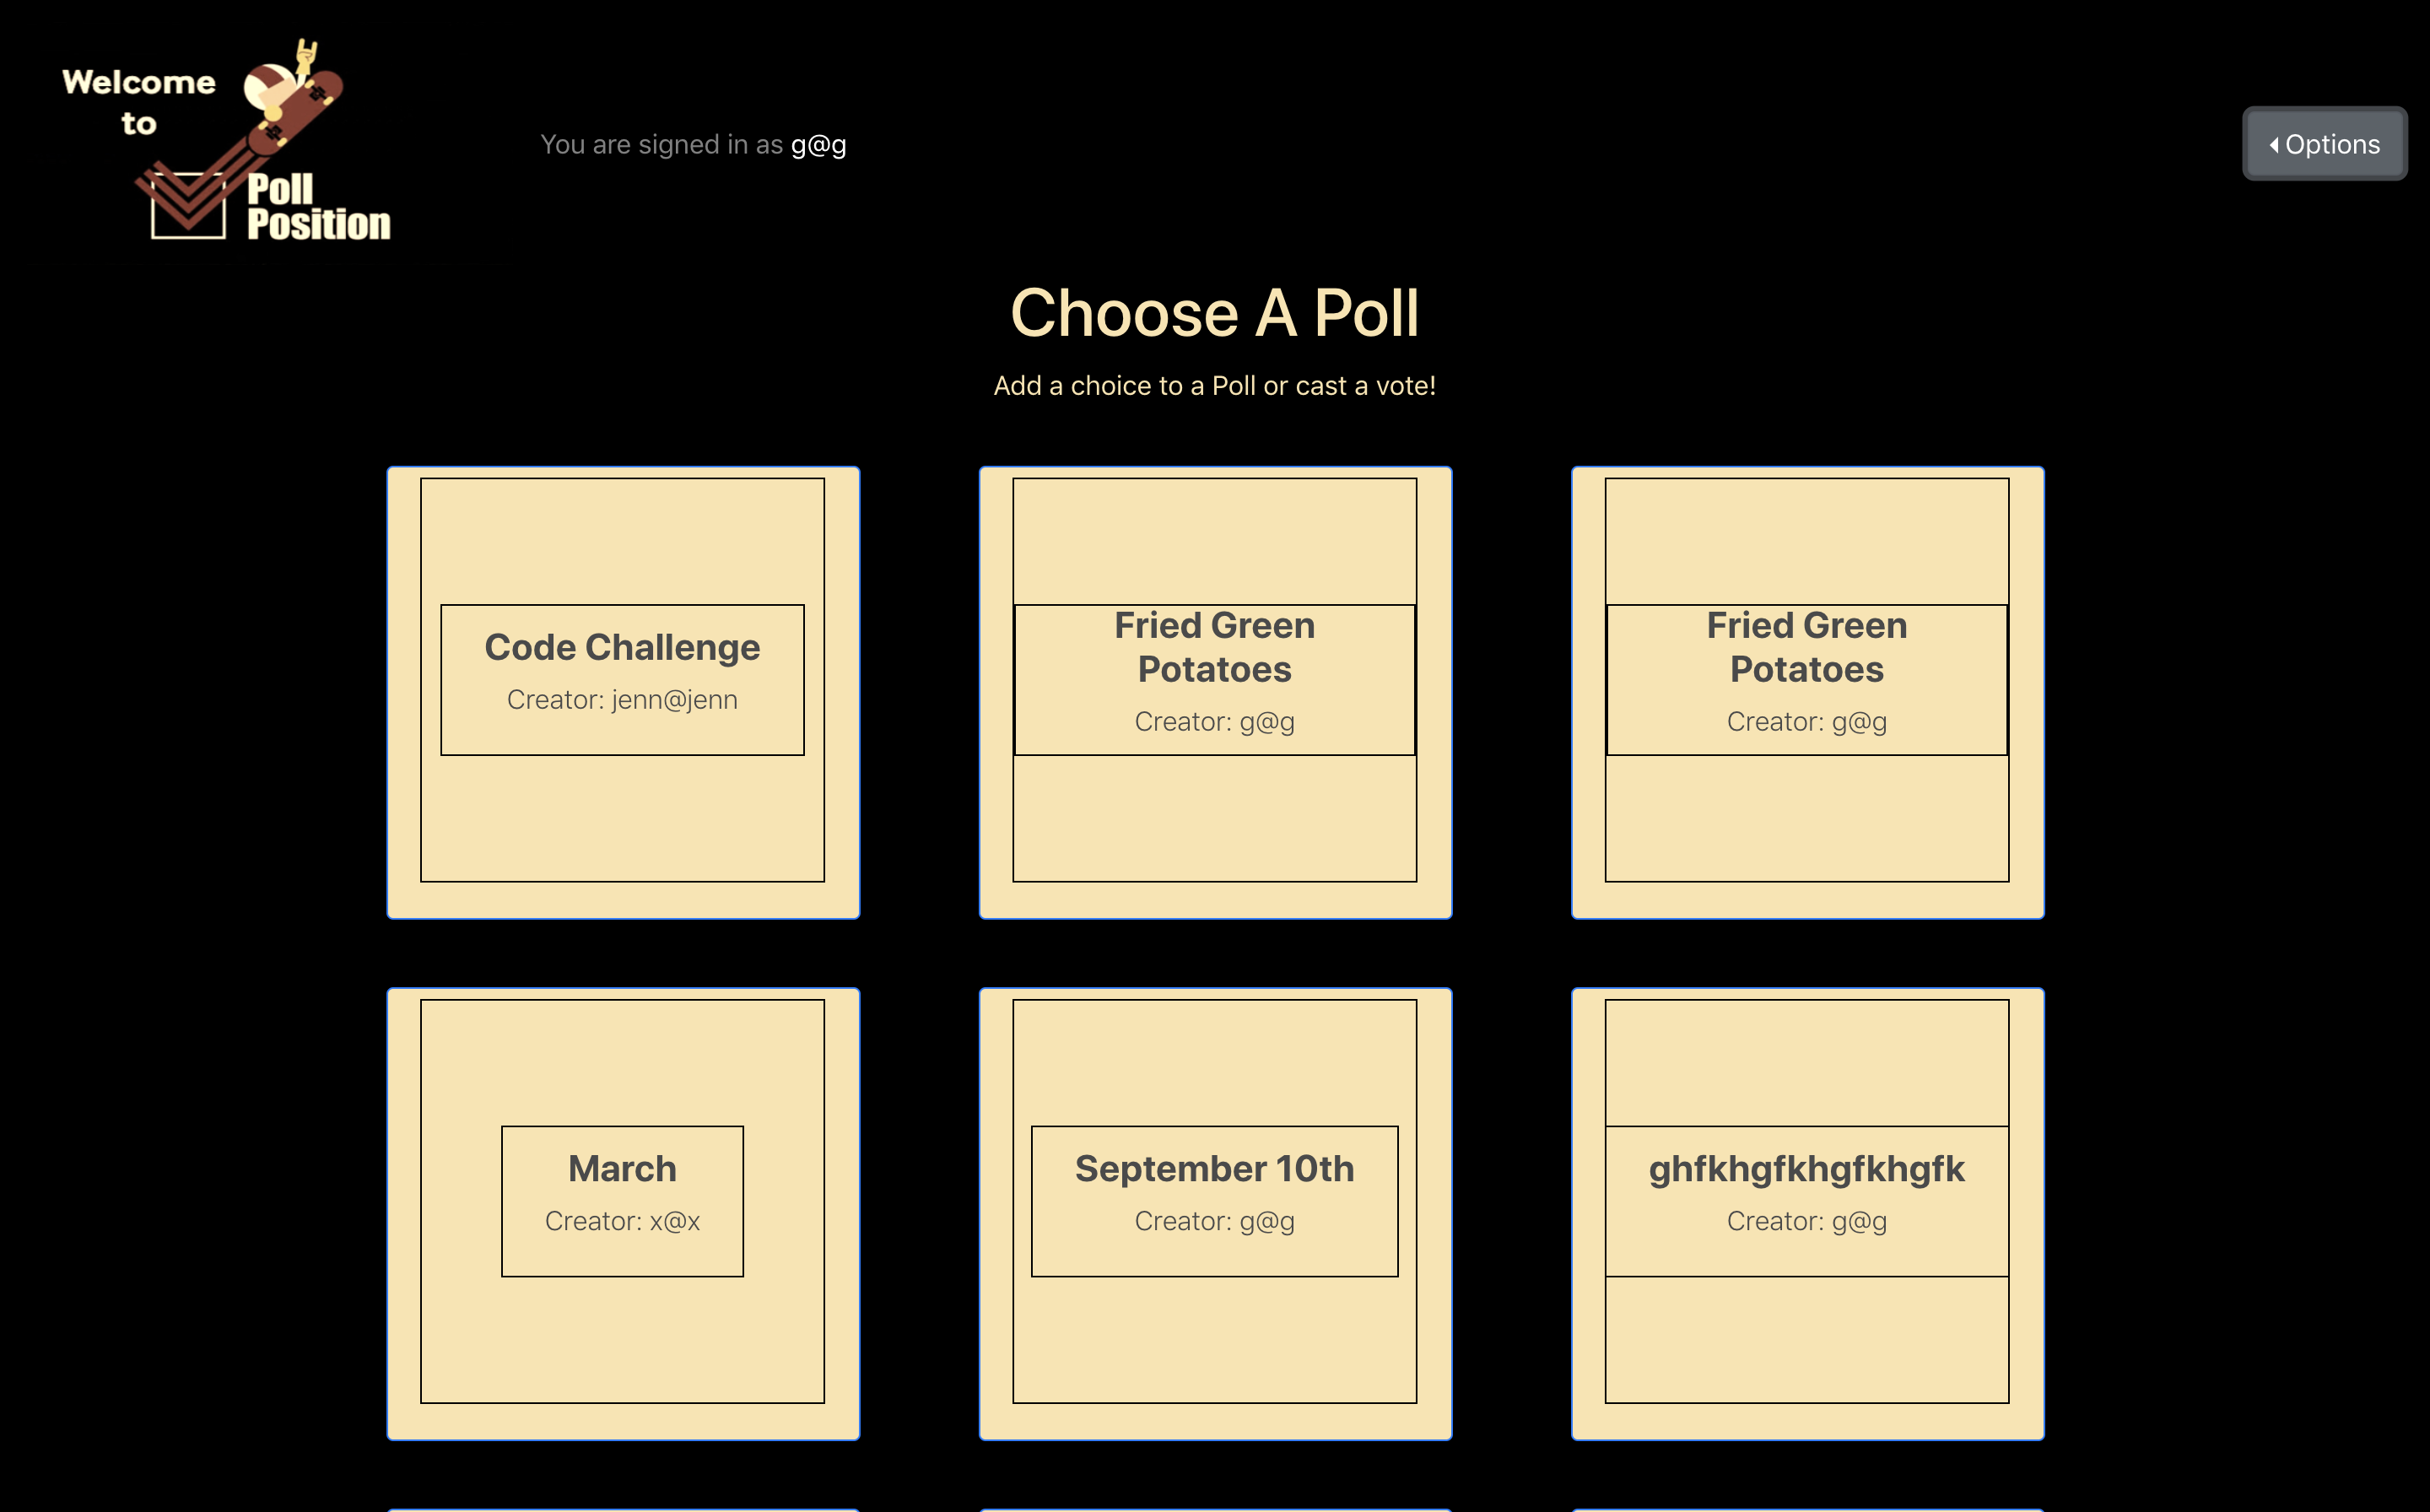 Welcome
to
Poll
Position
You are signed in as g@g
Options
Choose A Poll
Add a choice to a Poll or cast a vote!
Code Challenge
Creator: jenn@jenn
Fried Green
Potatoes
Creator: g@g
Fried Green
Potatoes
Creator: g@g
March
Creator: x@x
September 10th
Creator: g@g
ghfkhgfkhgfkhgfk
Creator: g@g